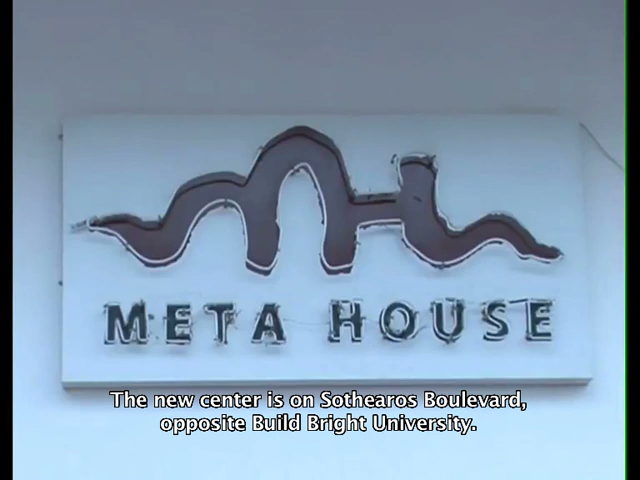 META HOUSE
The new center is on Sothearos Boulevard,
opposite Build Bright University.